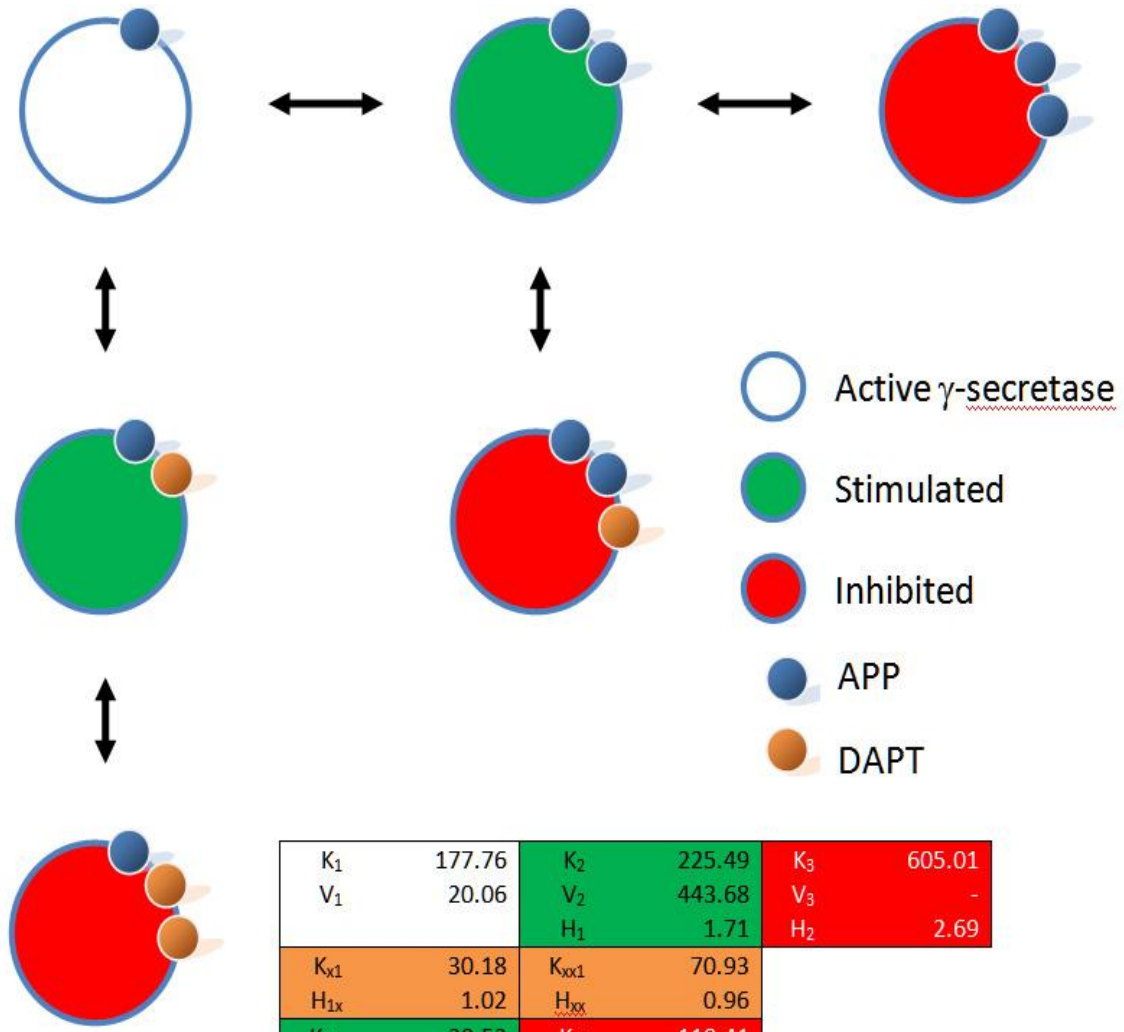 Active γ-secretase
Stimulated
Inhibited
APP
DAPT
K1 177.76 K2 225.49 K3 605.01
V1 20.06 V2 443.68 V3 -
H1 1.71 H2 2.69
Kx1 30.18 Kxx1 70.93
H1x 1.02 Hxx 0.96